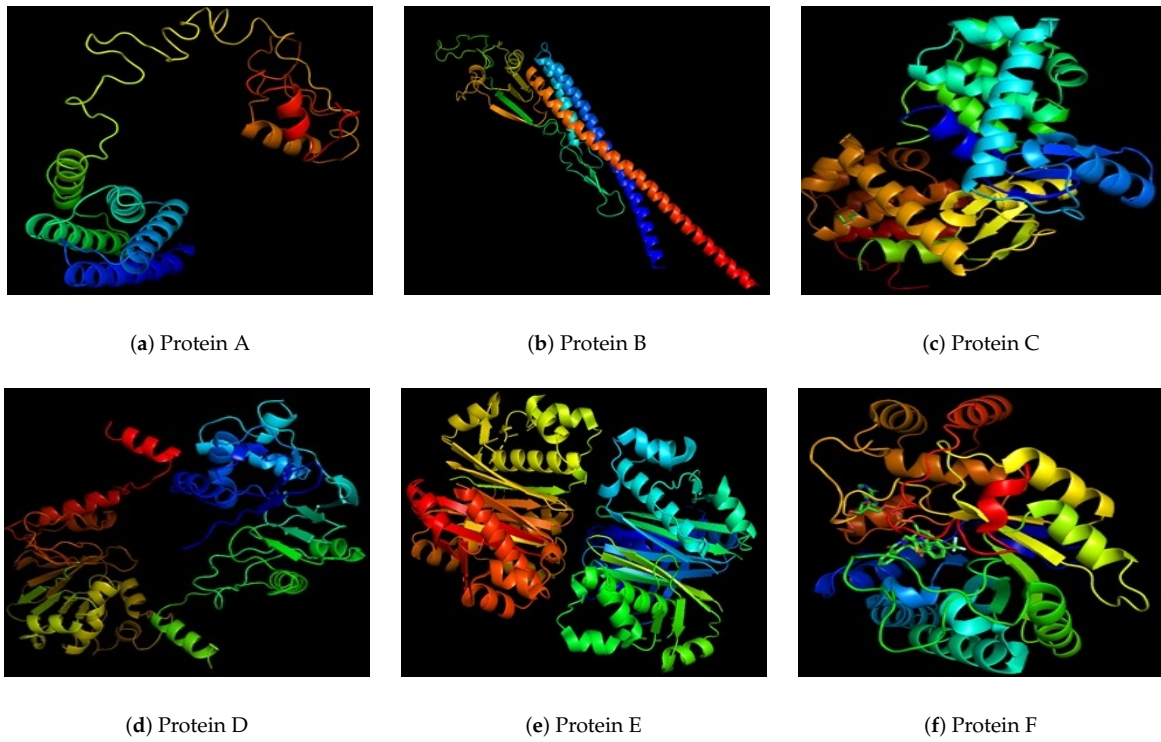 (a) Protein A
(b) Protein B
(c) Protein C
(d) Protein D
(e) Protein E
(f) Protein F